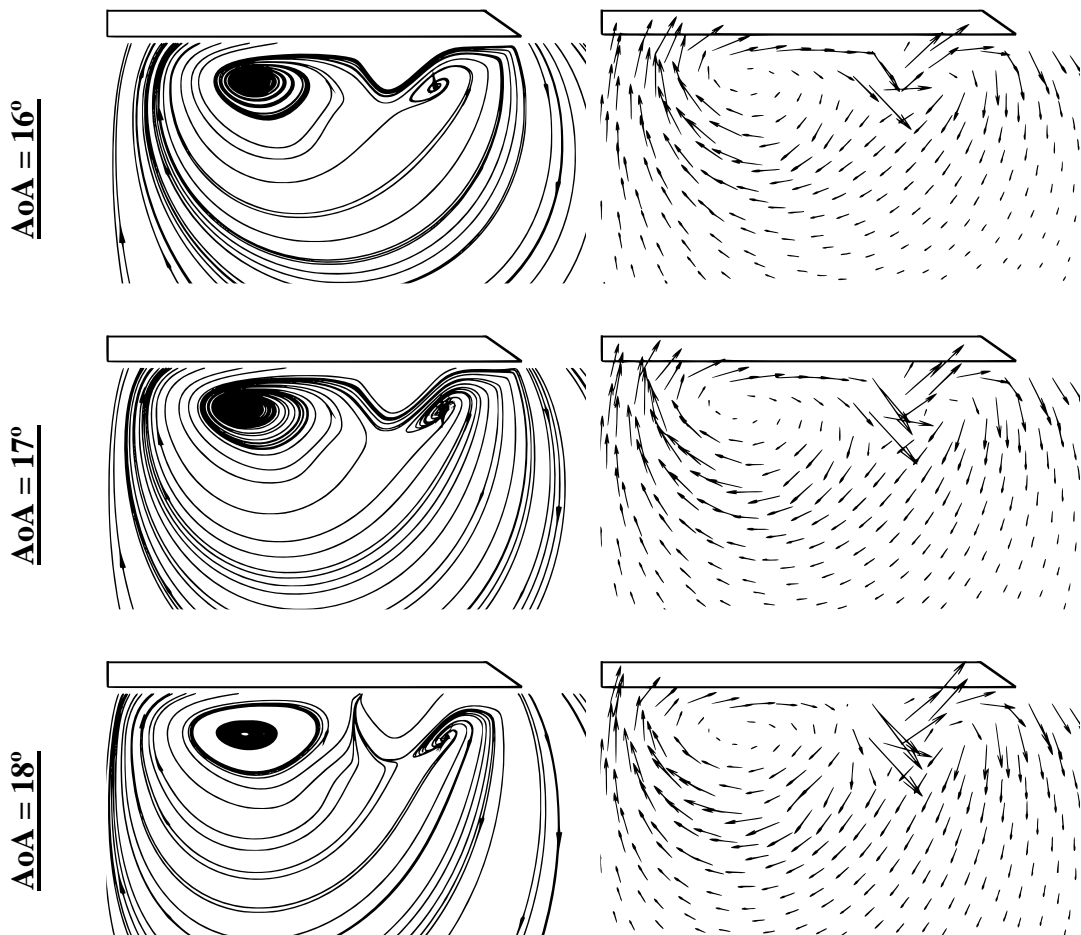 AoA = 16º
AoA = 17º
AoA = 18º